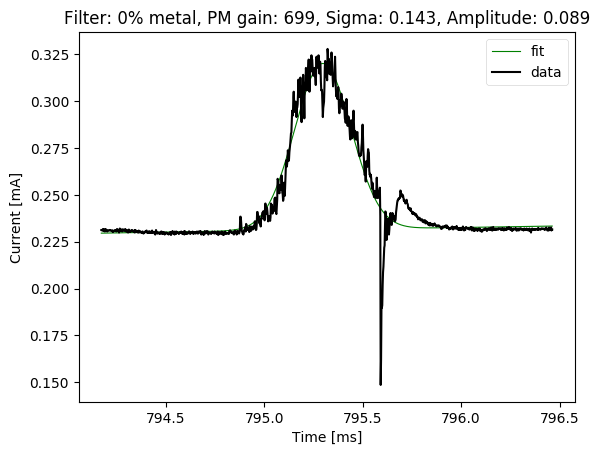 Filter: 0% metal, PM gain: 699, Sigma: 0.143, Amplitude: 0.089
fit
data
0.325
0.300
0.275
0.250
0.225
0.200
0.175
0.150
Current [mA]
794.5 795.0 795.5 796.0 796.5
Time [ms]